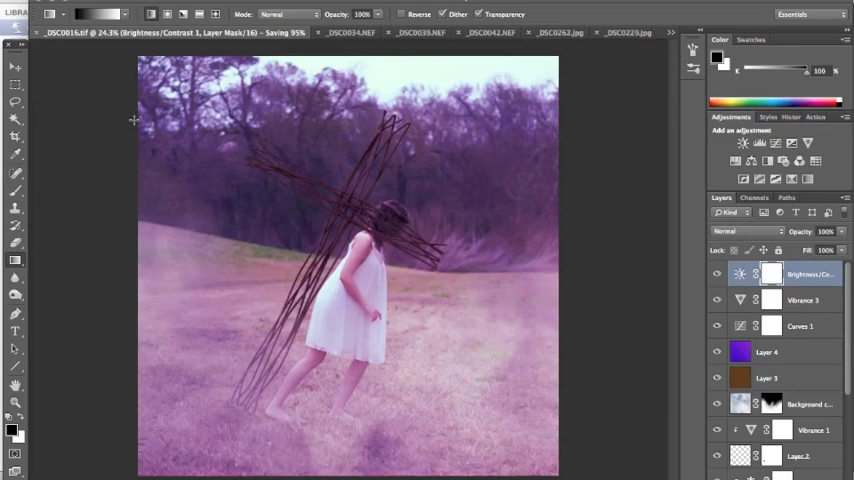 LIBRA
Mode: Normal Opacity: 100% Reverse Dither Transparency Essentials
_DSC0016.tif @ 24.3% (Brightness/Contrast 1, Layer Mask/16) – Saving 95% _DSC0034.NEF _DSC0039.NEF _DSC0042.NEF _DSC0262.jpg _DSC0229.jpg
Color Swatches
K 100 %
Adjustments Styles Histor Action
Add an adjustment
Layers Channels Paths
Kind
Normal Opacity: 100%
Lock: Fill: 100%
Brightness/Co...
Vibrance 3
Curves 1
Layer 4
Layer 3
Background c...
Vibrance 1
Layer 2